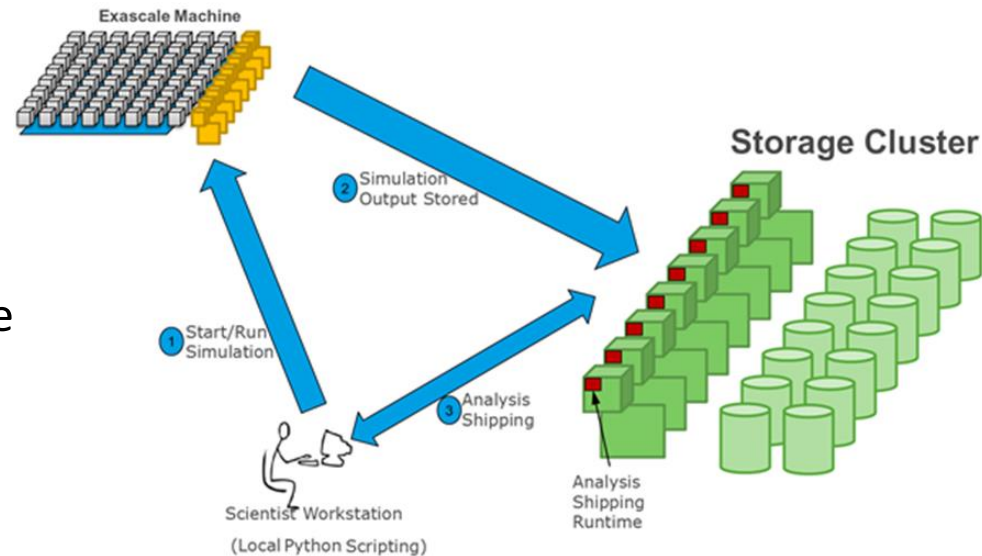 Exascale Machine
Storage Cluster
2 Simulation
Output Stored
e
1 Start/Run
Simulation
3 Analysis
Shipping
Analysis
Shipping
Runtime
Scientist Workstation
(Local Python Scripting)